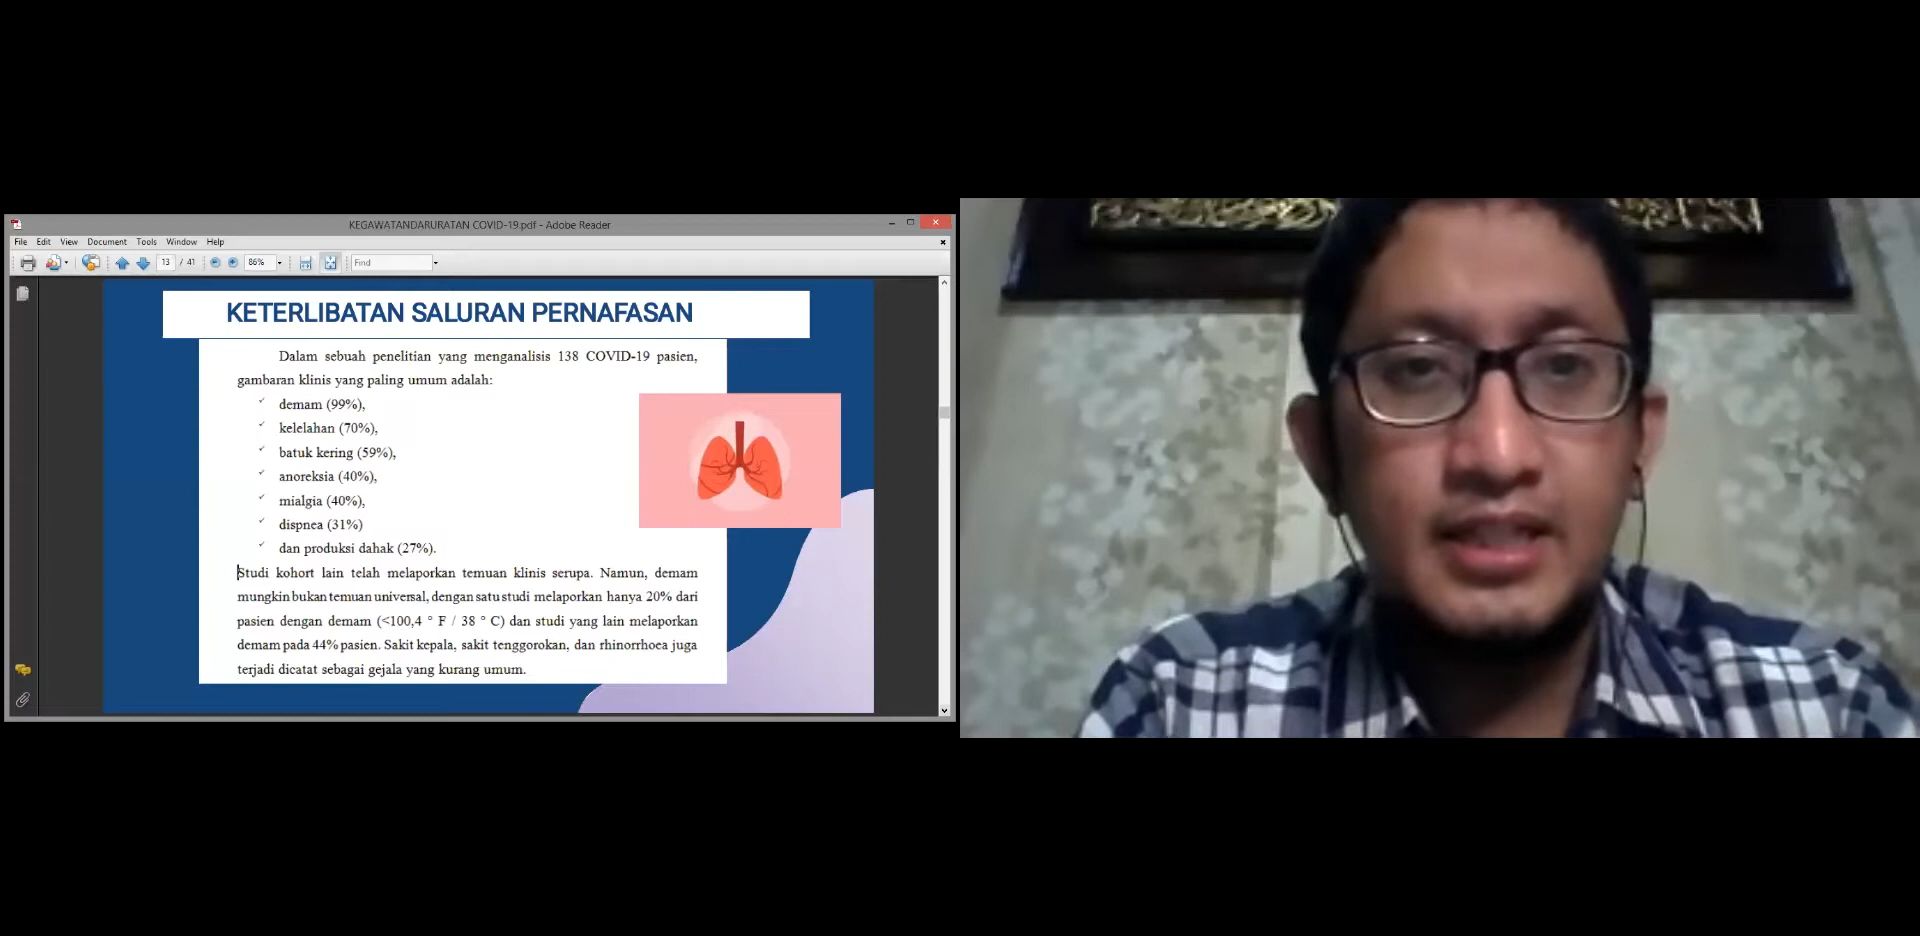 KEGAWATANDARURATAN COVID-19.pdf - Adobe Reader
File Edit View Document Tools Window Help
13 / 41 86% Find
KETERLIBATAN SALURAN PERNAFASAN
Dalam sebuah penelitian yang menganalisis 138 COVID-19 pasien,
gambaran klinis yang paling umum adalah:
✓ demam (99%),
✓ kelelahan (70%),
✓ batuk kering (59%),
✓ anoreksia (40%),
✓ mialgia (40%),
✓ dispnea (31%)
✓ dan produksi dahak (27%).
Studi kohort lain telah melaporkan temuan klinis serupa. Namun, demam
mungkin bukan temuan universal, dengan satu studi melaporkan hanya 20% dari
pasien dengan demam (<100,4 ° F / 38 ° C) dan studi yang lain melaporkan
demam pada 44% pasien. Sakit kepala, sakit tenggorokan, dan rhinorrhoea juga
terjadi dicatat sebagai gejala yang kurang umum.